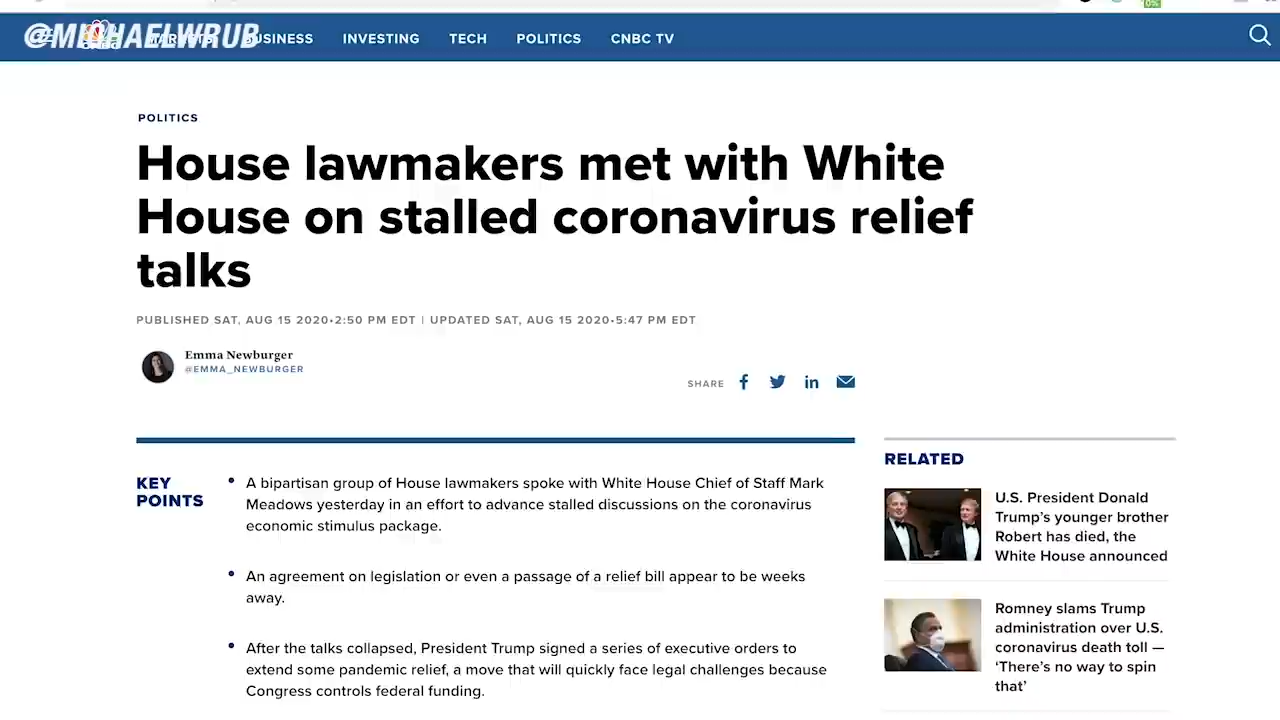 @MICHAELWRUB
MARKETS
BUSINESS
INVESTING
TECH
POLITICS
CNBC TV
POLITICS
House lawmakers met with White
House on stalled coronavirus relief
talks
PUBLISHED SAT, AUG 15 2020•2:50 PM EDT | UPDATED SAT, AUG 15 2020•5:47 PM EDT
Emma Newburger
@EMMA_NEWBURGER
SHARE
KEY
POINTS
A bipartisan group of House lawmakers spoke with White House Chief of Staff Mark
Meadows yesterday in an effort to advance stalled discussions on the coronavirus
economic stimulus package.
An agreement on legislation or even a passage of a relief bill appear to be weeks
away.
After the talks collapsed, President Trump signed a series of executive orders to
extend some pandemic relief, a move that will quickly face legal challenges because
Congress controls federal funding.
RELATED
U.S. President Donald
Trump's younger brother
Robert has died, the
White House announced
Romney slams Trump
administration over U.S.
coronavirus death toll —
‘There’s no way to spin
that’